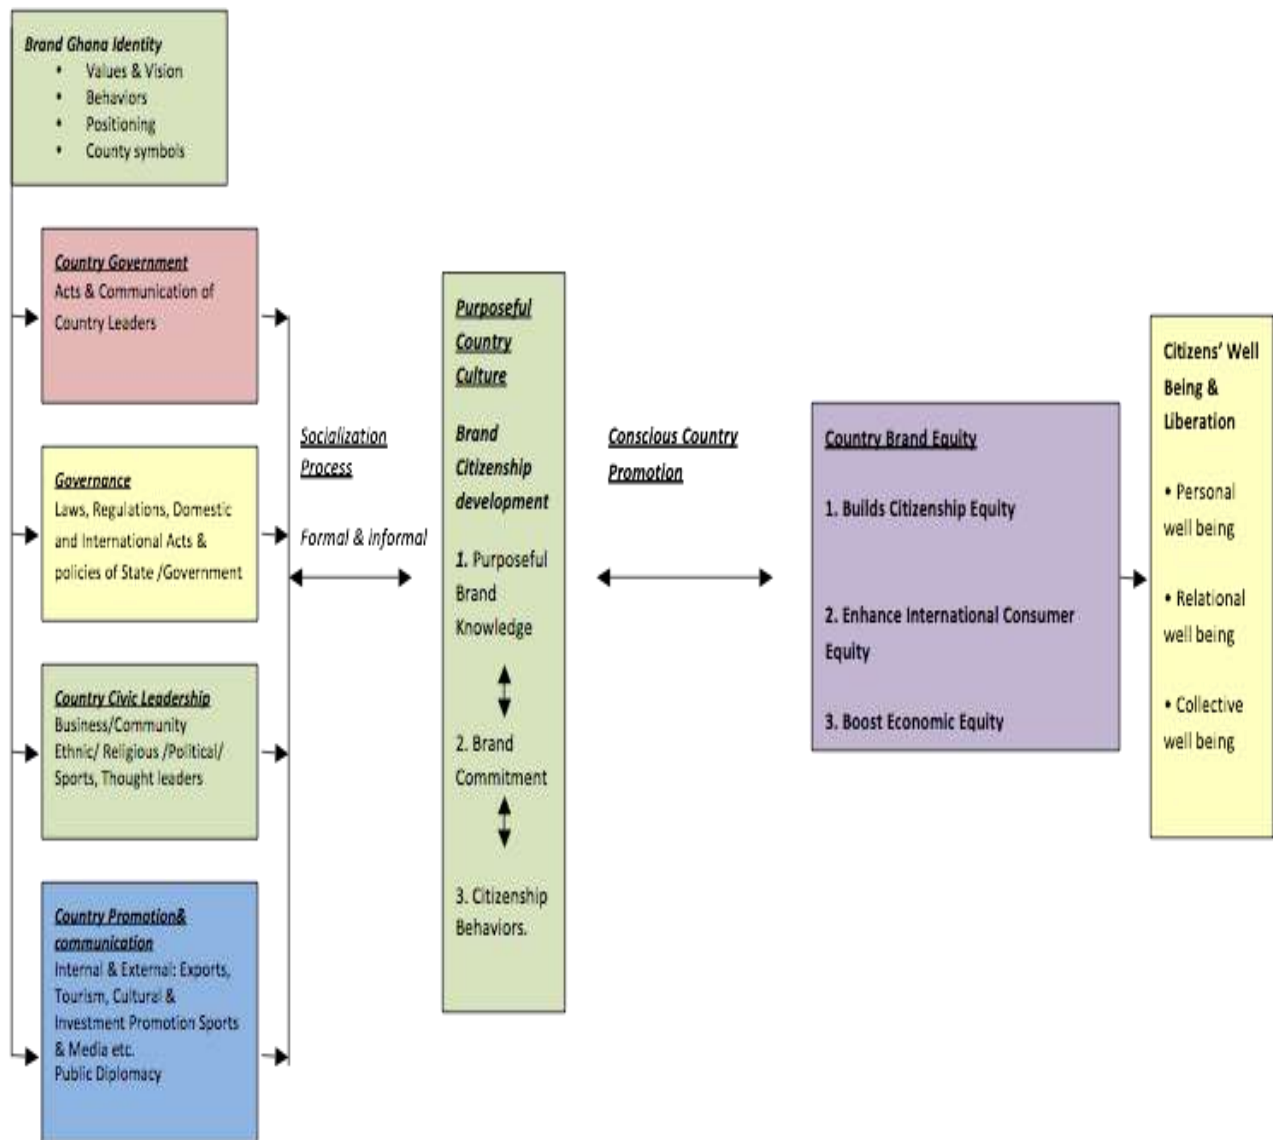 Brand Ghana Identity
• Values & Vision
• Behaviors
• Positioning
• County symbols
Country Government
Acts & Communication of
Country Leaders
Governance
Laws, Regulations, Domestic
and International Acts &
policies of State /Government
Country Civic Leadership
Business/Community
Ethnic/ Religious /Political/
Sports, Thought leaders
Country Promotion&
communication
Internal & External: Exports,
Tourism, Cultural &
Investment Promotion Sports
& Media etc.
Public Diplomacy
Socialization
Process
Formal & informal
Purposeful
Country
Culture
Brand
Citizenship
development
1. Purposeful
Brand
Knowledge
2. Brand
Commitment
3. Citizenship
Behaviors.
Conscious Country
Promotion
Country Brand Equity
1. Builds Citizenship Equity
2. Enhance International Consumer
Equity
3. Boost Economic Equity
Citizens' Well
Being &
Liberation
• Personal
well being
• Relational
well being
• Collective
well being